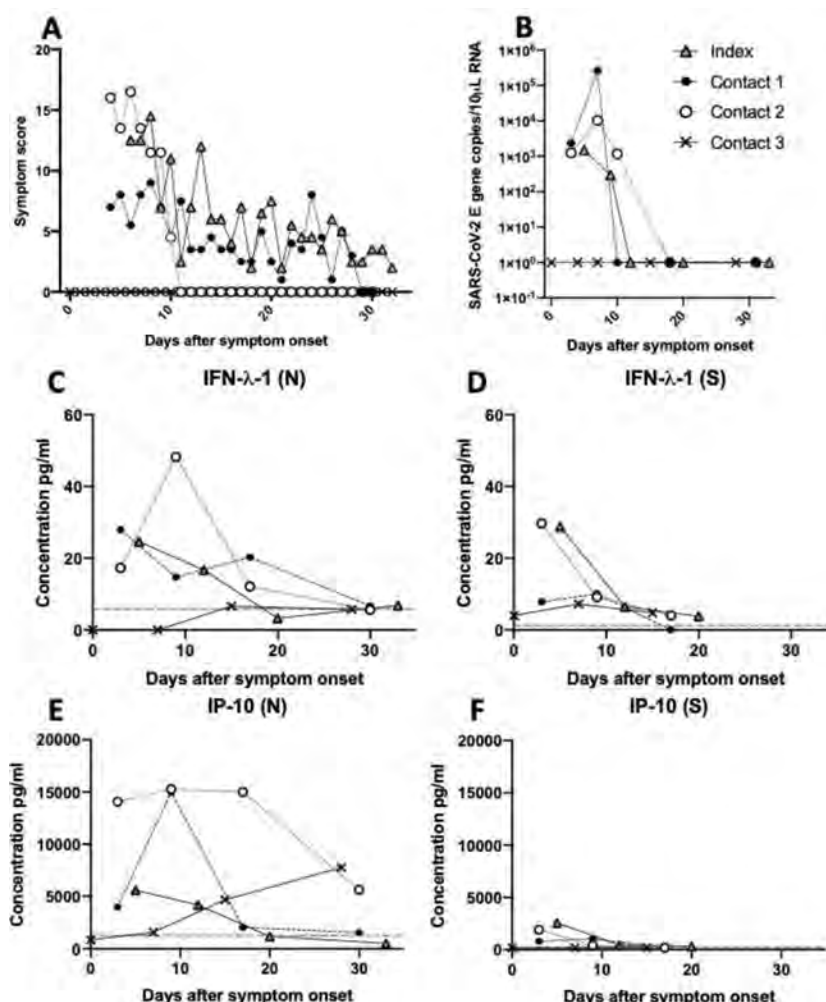 A
20
15
10
5
0
Symptom score
0
10
20
30
Days after symptom onset
B
1×10⁶
1×10⁵
1×10⁴
1×10³
1×10²
1×10¹
1×10⁰
1×10⁻¹
SARS-CoV-2 E gene copies/10μL RNA
0
10
20
30
Days after symptom onset
Index
Contact 1
Contact 2
Contact 3
C
IFN-λ-1 (N)
60
40
20
0
Concentration pg/ml
0
10
20
30
Days after symptom onset
D
IFN-λ-1 (S)
60
40
20
0
Concentration pg/ml
0
10
20
30
Days after symptom onset
E
IP-10 (N)
20000
15000
10000
5000
0
Concentration pg/ml
0
10
20
30
Days after symptom onset
F
IP-10 (S)
20000
15000
10000
5000
0
Concentration pg/ml
0
10
20
30
Days after symptom onset